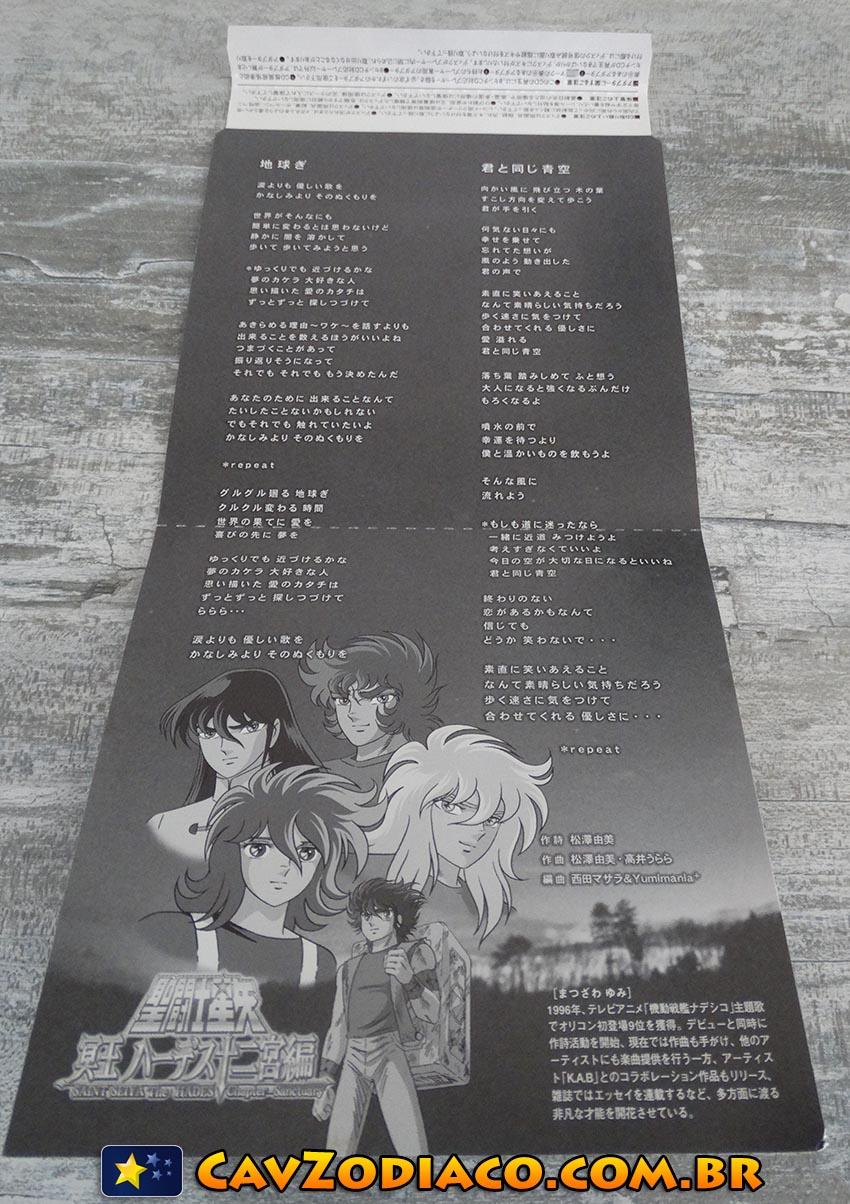 地球ぎ
涙よりも 優しい歌を
かなしみより そのぬくもりを
世界がそんなにも
簡単に変わるとは思わないけど
静かに 闇を 溶かして
歩いて 歩いてみようと思う
*ゆっくりでも 近づけるかな
夢のカケラ 大好きな人
思い描いた 愛のカタチは
ずっとずっと 探しつづけて
あきらめる理由〜ワケ〜を話すよりも
出来ることを数えるほうがいいよね
つまづくことがあって
振り返りそうになって
それでも それでも もう決めたんだ
あなたのために 出来ることなんて
たいしたことないかもしれない
でもそれでも 触れていたいよ
かなしみより そのぬくもりを
*repeat
グルグル廻る 地球ぎ
クルクル変わる 時間
世界の果てに 愛を
喜びの先に 夢を
ゆっくりでも 近づけるかな
夢のカケラ 大好きな人
思い描いた 愛のカタチは
ずっとずっと 探しつづけて
ららら・・・
涙よりも 優しい歌を
かなしみより そのぬくもりを
君と同じ青空
向かい風に 飛び立つ 木の葉
すこし方向を変えて歩こう
君が手を引く
何気ない日々にも
幸せを乗せて
忘れてた想いが
風のよう 動き出した
君の声で
素直に笑いあえること
なんて素晴らしい気持ちだろう
歩く速さに気をつけて
合わせてくれる 優しさに
愛 溢れる
君と同じ青空
落ち葉 踏みしめて ふと想う
大人になると強くなるぶんだけ
もろくなるよ
噴水の前で
幸運を待つより
僕と温かいものを飲もうよ
そんな風に
流れよう
*もしも道に迷ったなら
一緒に近道 みつけようよ
考えすぎなくていいよ
今日の空が大切な日になるといいね
君と同じ青空
終わりのない
恋があるかもなんて
信じても
どうか 笑わないで・・・
素直に笑いあえること
なんて素晴らしい気持ちだろう
歩く速さに気をつけて
合わせてくれる 優しさに・・・
*repeat
作詩 松澤由美
作曲 松澤由美・高井うらら
編曲 西田マサラ&Yumimania+
[まつざわ ゆみ]
1996年、テレビアニメ「機動戦艦ナデシコ」主題歌
でオリコン初登場9位を獲得。デビューと同時に
作詩活動を開始、現在では作曲も手がけ、他のア
ーティストにも楽曲提供を行う一方、アーティス
ト「K.A.B」とのコラボレーション作品もリリース、
雑誌ではエッセイを連載するなど、多方面に渡る
非凡な才能を開花させている。
聖闘士星矢
冥王 ハーデス十二宮編
SAINT SEIYA The HADES Chapter Sanctuary
CavZodiaco.com.br